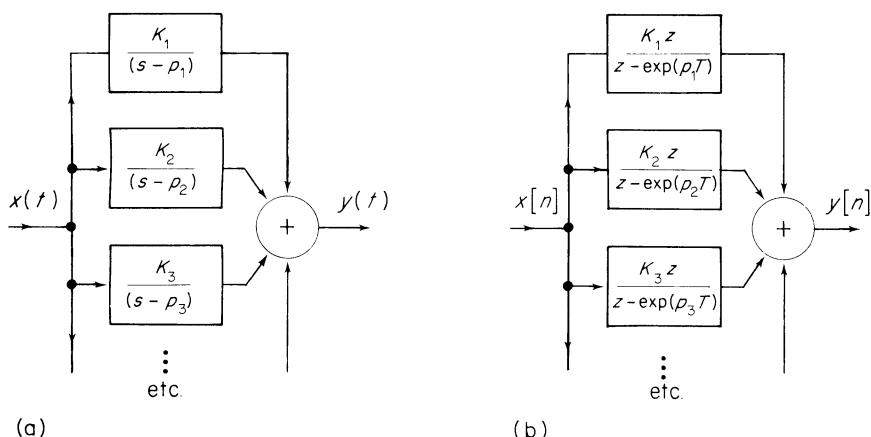 K₁
(s – p₁)
K₂
(s – p₂)
x(t)
+
y(t)
K₃
(s – p₃)
⋮
etc.
(a)
K₁ z
z – exp(p₁T)
K₂ z
z – exp(p₂T)
x[n]
+
y[n]
K₃ z
z – exp(p₃T)
⋮
etc.
(b)